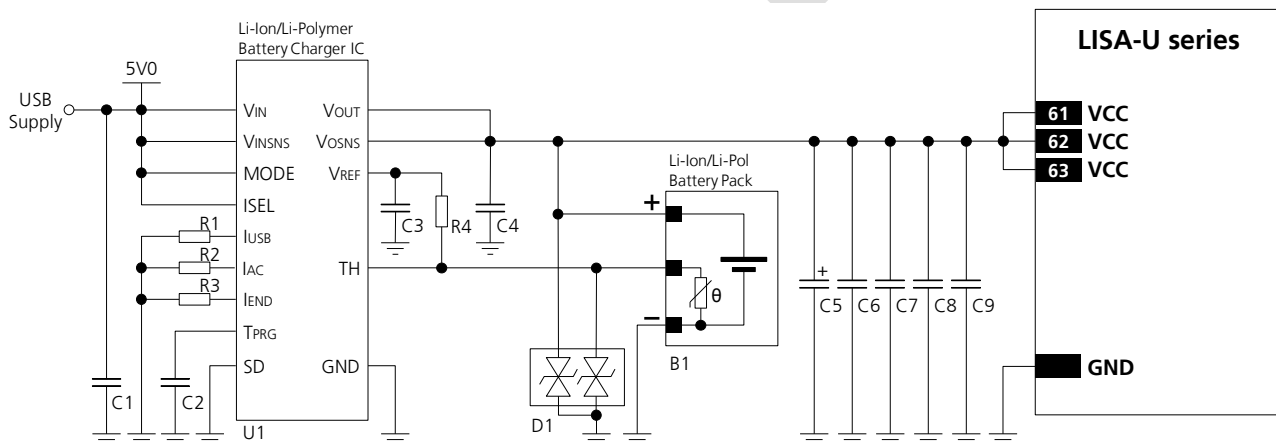 Li-Ion/Li-Polymer
Battery Charger IC
LISA-U series
5V0
USB
Supply
VIN
VOUT
VINSNS
VOSNS
MODE
VREF
ISEL
R1
IUSB
R2
IAC
R3
IEND
TPRG
SD
TH
GND
C1
C2
U1
C3
R4
C4
Li-Ion/Li-Pol
Battery Pack
+
θ
−
B1
D1
+
C5
C6
C7
C8
C9
61 VCC
62 VCC
63 VCC
GND